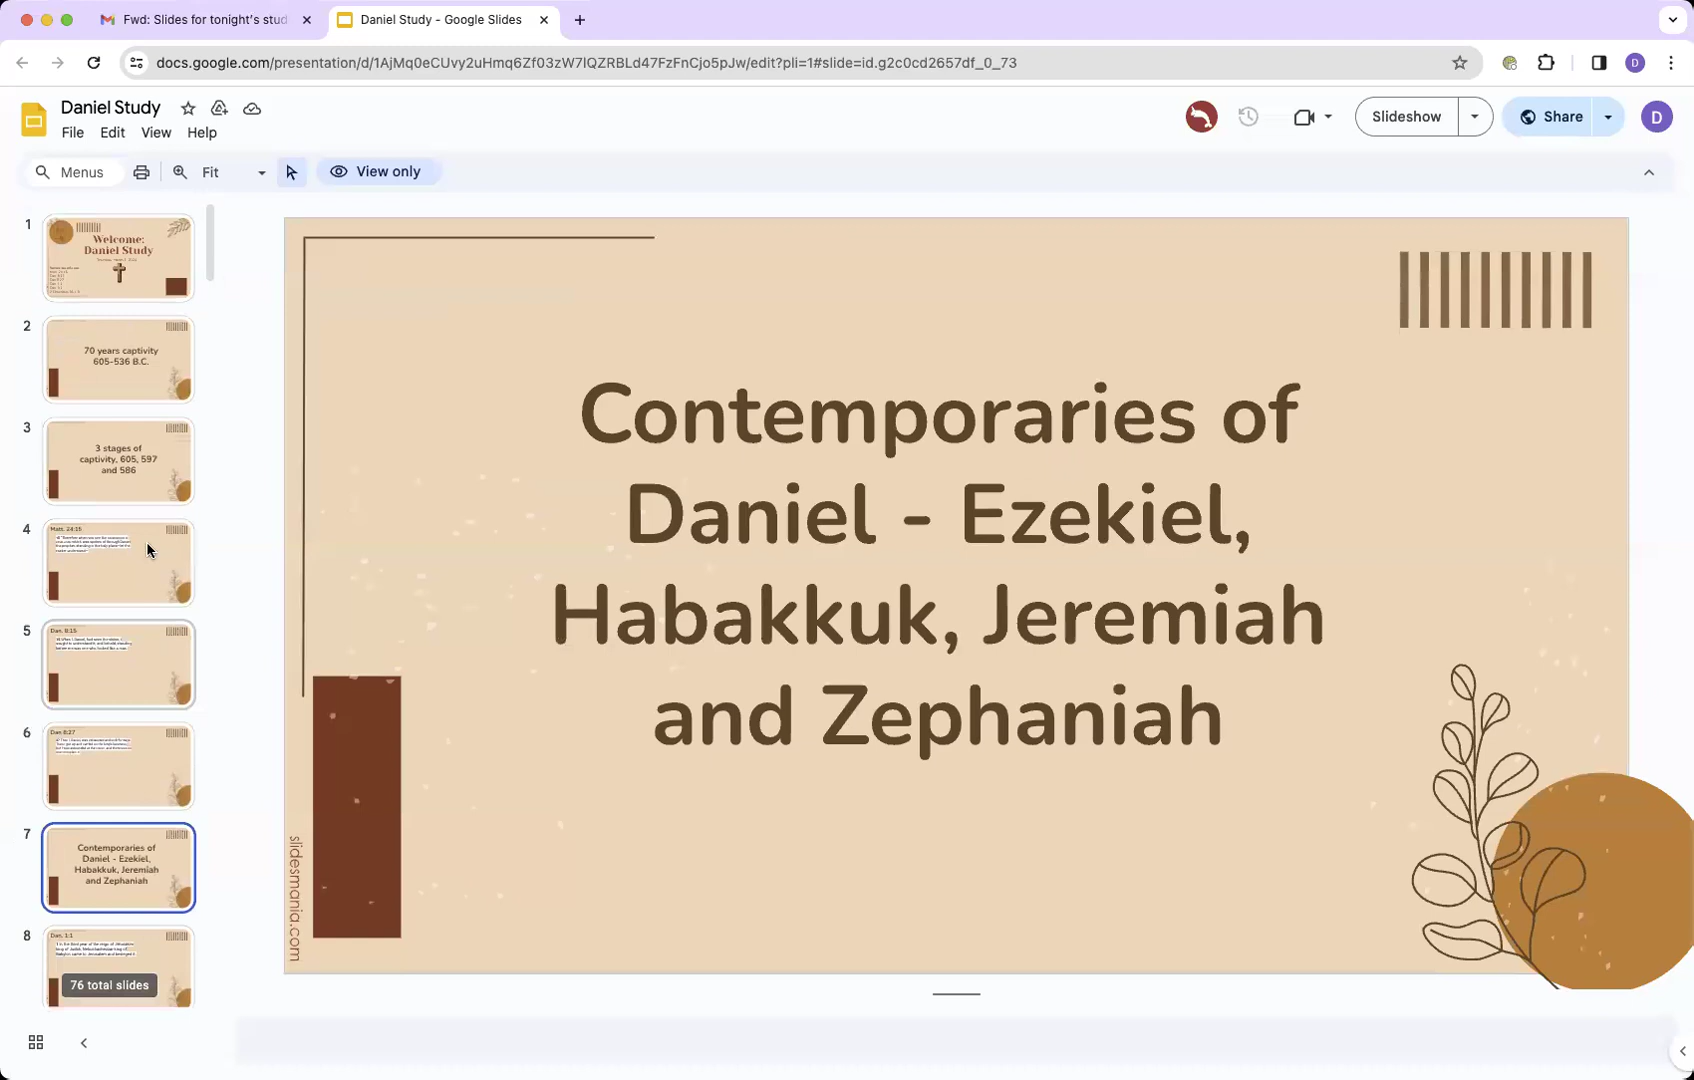 Fwd: Slides for tonight's stud
Daniel Study - Google Slides
docs.google.com/presentation/d/1AjMq0eCUvy2uHmq6Zf03zW7lQZRBLd47FzFnCjo5pJw/edit?pli=1#slide=id.g2c0cd2657df_0_73
D
Daniel Study
File Edit View Help
Slideshow
Share
D
Menus
Fit
View only
1
Welcome:
Daniel Study
2
70 years captivity
605-536 B.C.
3
3 stages of
captivity, 605, 597
and 586
4
Matt. 24:15
5
Dan. 8:15
6
Dan 8:27
7
Contemporaries of
Daniel - Ezekiel,
Habakkuk, Jeremiah
and Zephaniah
8
Dan. 1:1
76 total slides
Contemporaries of
Daniel - Ezekiel,
Habakkuk, Jeremiah
and Zephaniah
slidesmania.com